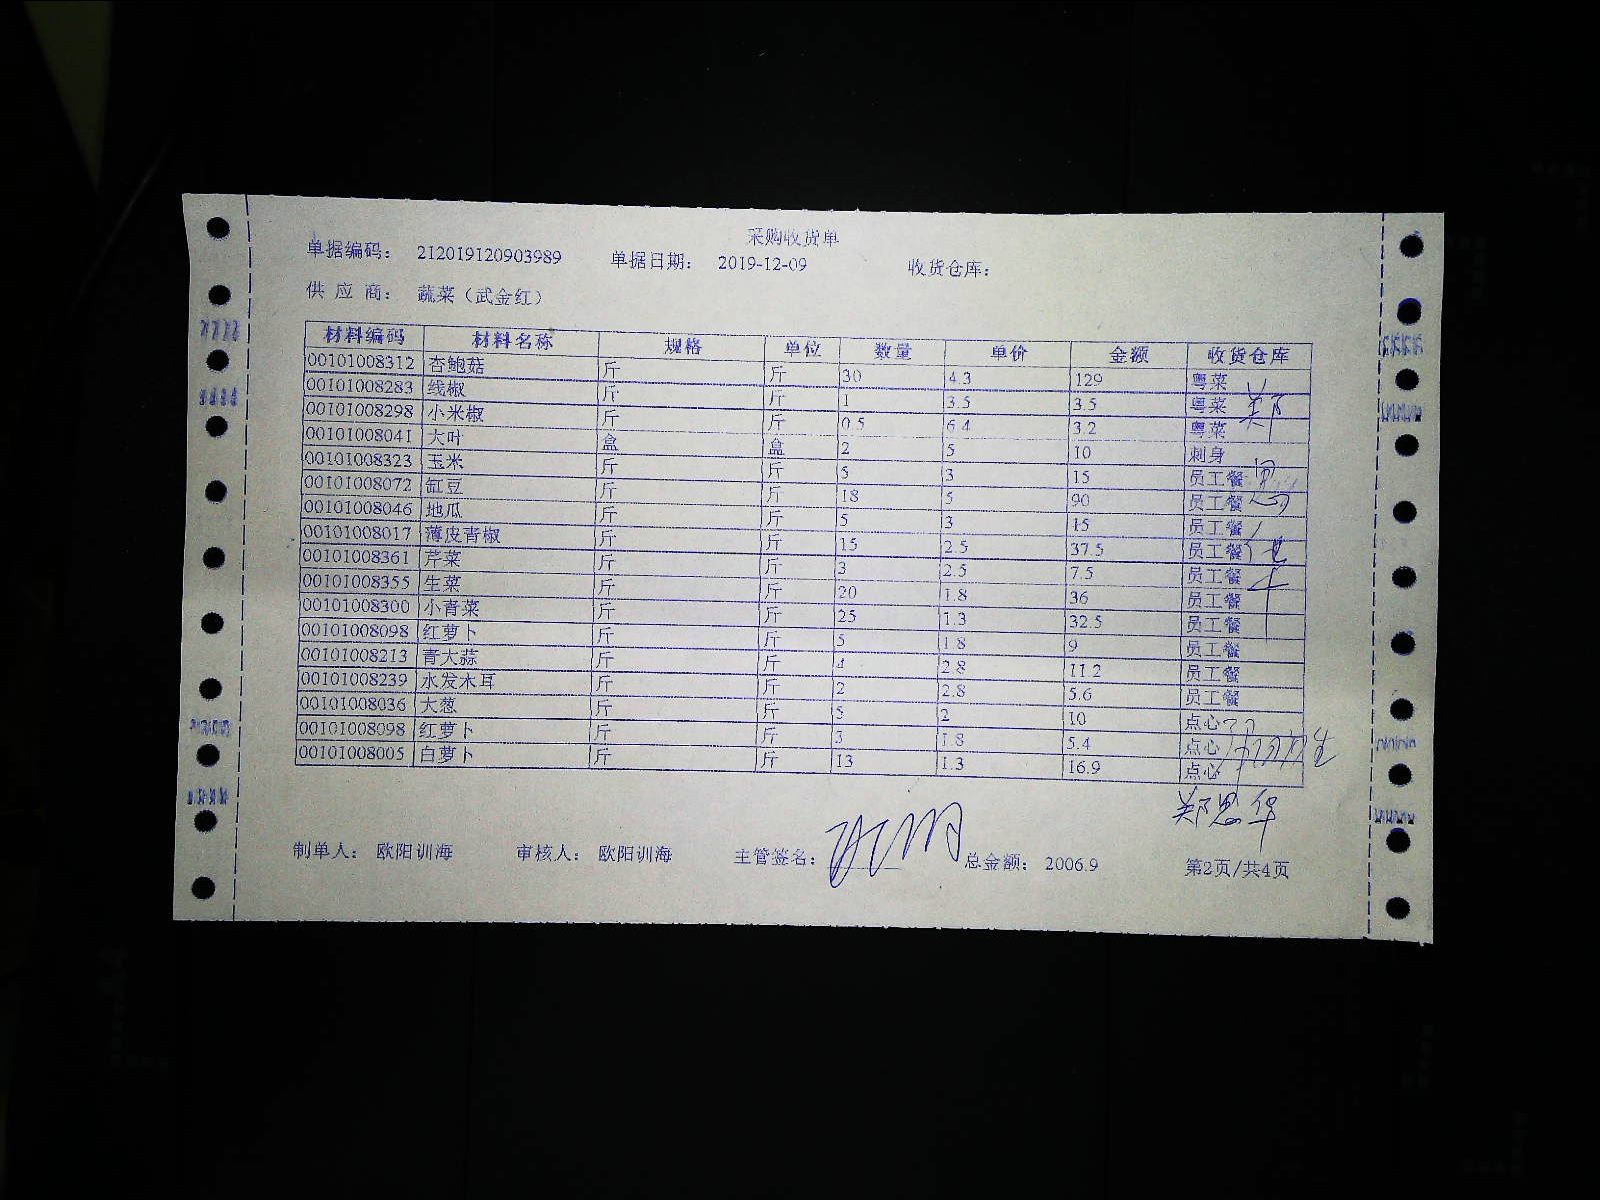 采购收货单
单据编码： 212019120903989 单据日期： 2019-12-09 收货仓库：
供 应 商： 蔬菜（武金红）
材料编码 材料名称 规格 单位 数量 单价 金额 收货仓库
00101008312 杏鲍菇 斤 斤 30 4.3 129 粤菜
00101008283 线椒 斤 斤 1 3.5 3.5 粤菜
00101008298 小米椒 斤 斤 0.5 6.4 3.2 粤菜
00101008041 大叶 盒 盒 2 5 10 刺身
00101008323 玉米 斤 斤 5 3 15 员工餐
00101008072 缸豆 斤 斤 18 5 90 员工餐
00101008046 地瓜 斤 斤 5 3 15 员工餐
00101008017 薄皮青椒 斤 斤 15 2.5 37.5 员工餐
00101008361 芹菜 斤 斤 3 2.5 7.5 员工餐
00101008355 生菜 斤 斤 20 1.8 36 员工餐
00101008300 小青菜 斤 斤 25 1.3 32.5 员工餐
00101008098 红萝卜 斤 斤 5 1.8 9 员工餐
00101008213 青大蒜 斤 斤 4 2.8 11.2 员工餐
00101008239 水发木耳 斤 斤 2 2.8 5.6 员工餐
00101008036 大葱 斤 斤 5 2 10 点心
00101008098 红萝卜 斤 斤 3 1.8 5.4 点心
00101008005 白萝卜 斤 斤 13 1.3 16.9 点心
郑思华
制单人： 欧阳训海 审核人： 欧阳训海 主管签名： 总金额： 2006.9 第2页/共4页